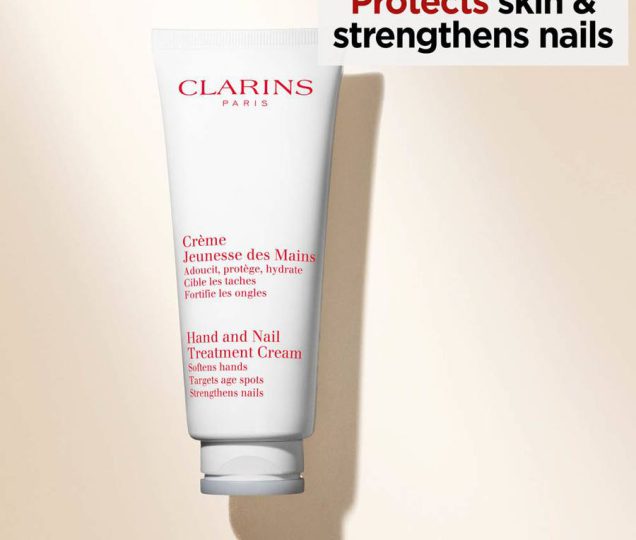 Protects skin &
strengthens nails
CLARINS
PARIS
Crème
Jeunesse des Mains
Adoucit, protège, hydrate
Cible les taches
Fortifie les ongles
Hand and Nail
Treatment Cream
Softens hands
Targets age spots
Strengthens nails